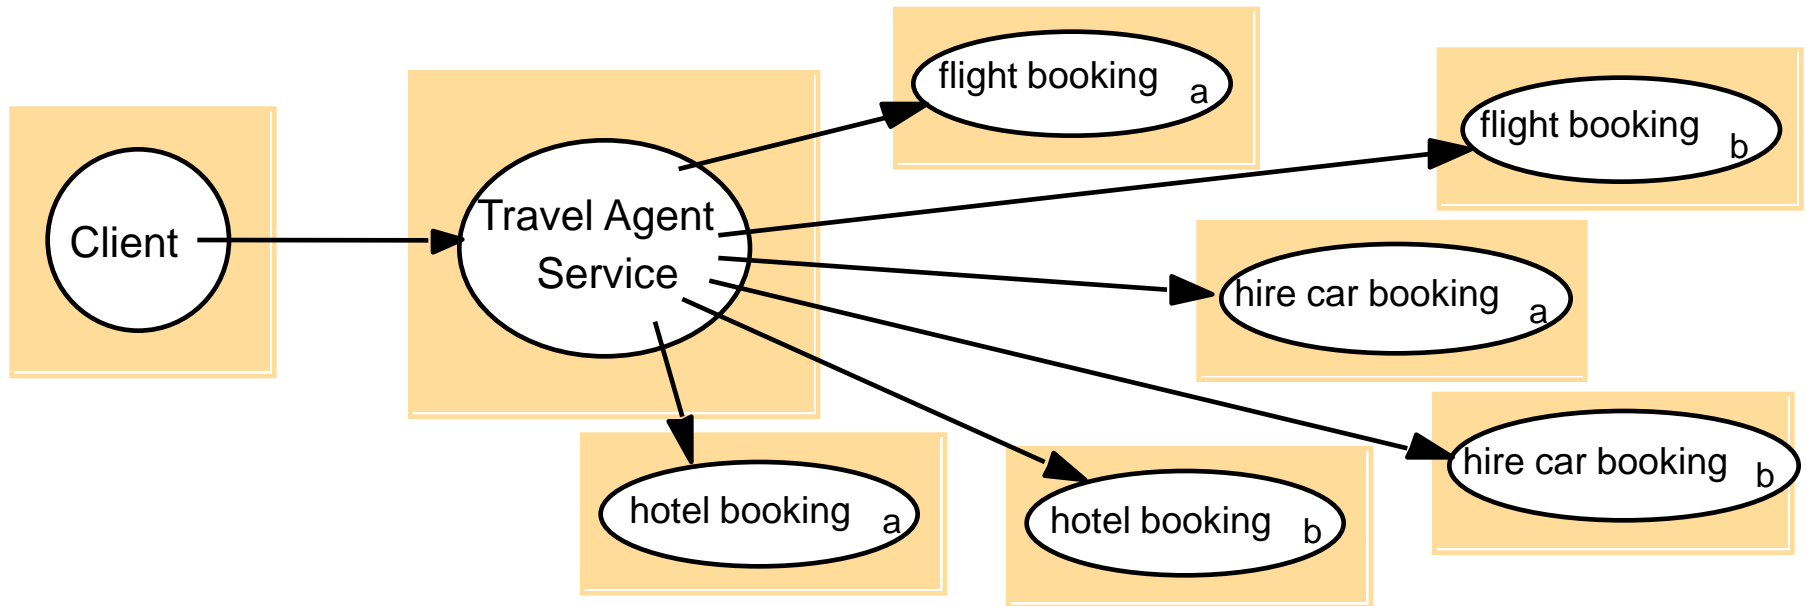 Client
Travel Agent
Service
flight booking a
flight booking b
hire car booking a
hire car booking b
hotel booking a
hotel booking b